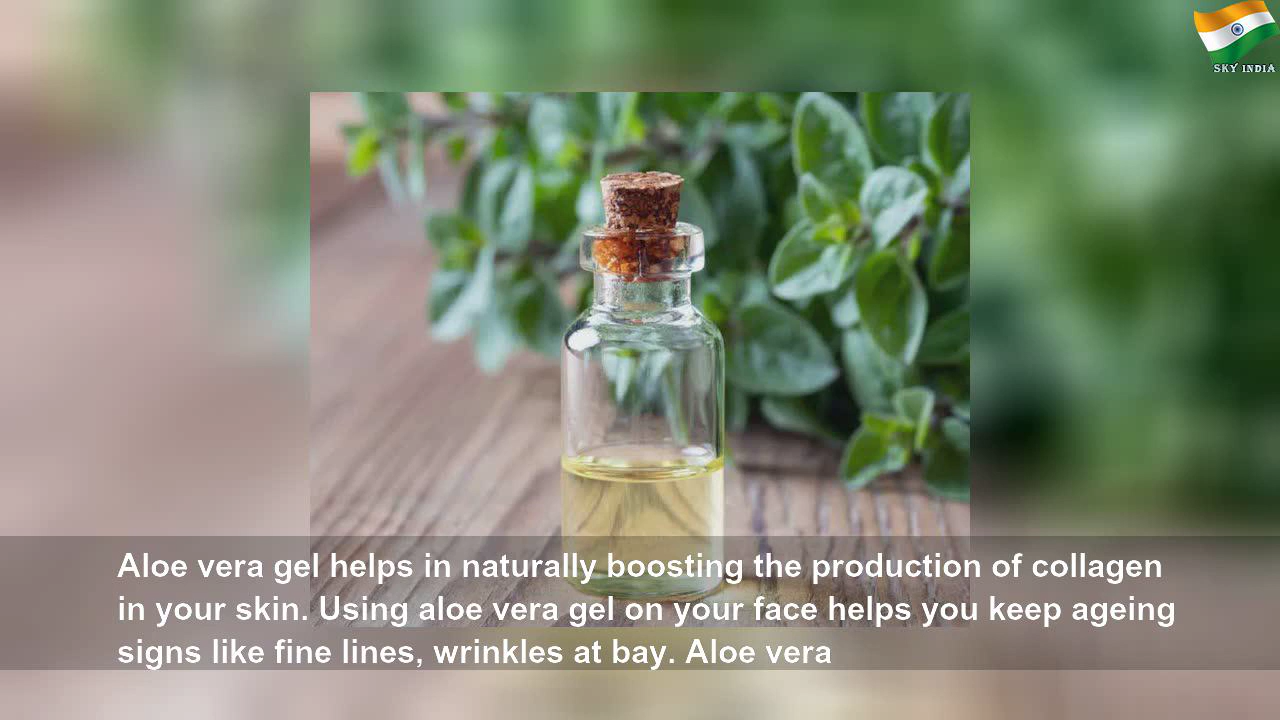 SKY INDIA
Aloe vera gel helps in naturally boosting the production of collagen
in your skin. Using aloe vera gel on your face helps you keep ageing
signs like fine lines, wrinkles at bay. Aloe vera